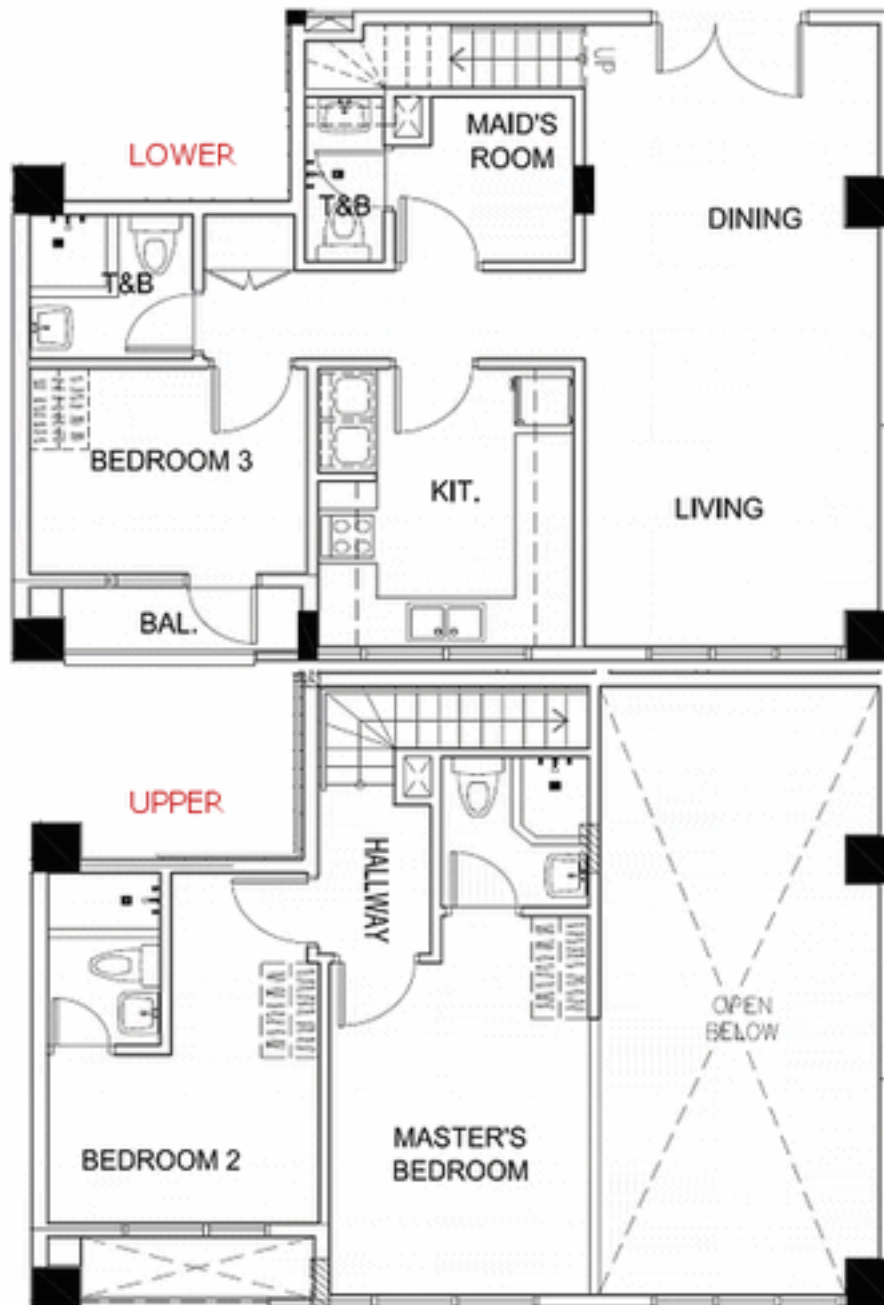 UP
MAID'S
ROOM
LOWER
T&B
DINING
T&B
BEDROOM 3
KIT.
LIVING
BAL.
UPPER
HALLWAY
OPEN
BELOW
MASTER'S
BEDROOM
BEDROOM 2